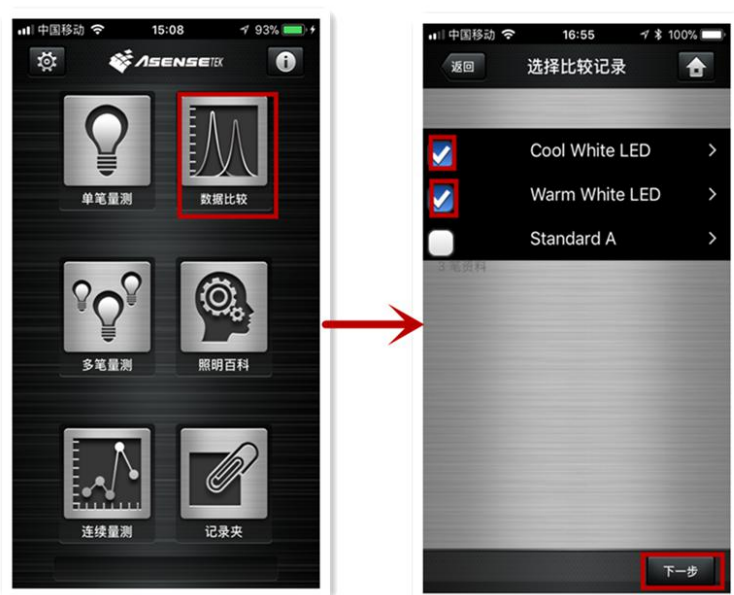 中国移动 15:08 93%
ASENSETEK
单笔量测 数据比较
多笔量测 照明百科
连续量测 记录夹
中国移动 16:55 100%
返回 选择比较记录
Cool White LED
Warm White LED
Standard A
3 笔资料
下一步